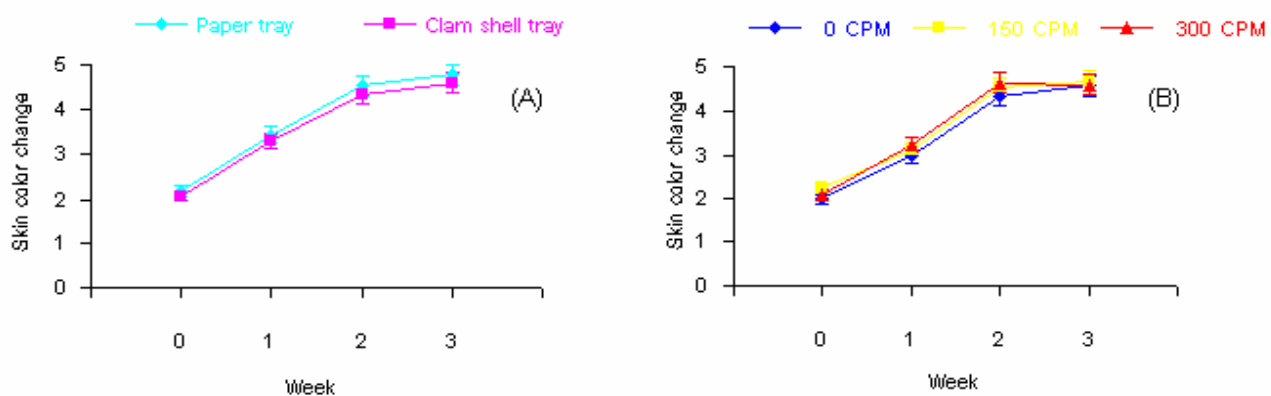 Paper tray Clam shell tray
5
4
3
2
1
0
Skin color change
(A)
0 1 2 3
Week
0 CPM 150 CPM 300 CPM
5
4
3
2
1
0
Skin color change
(B)
0 1 2 3
Week